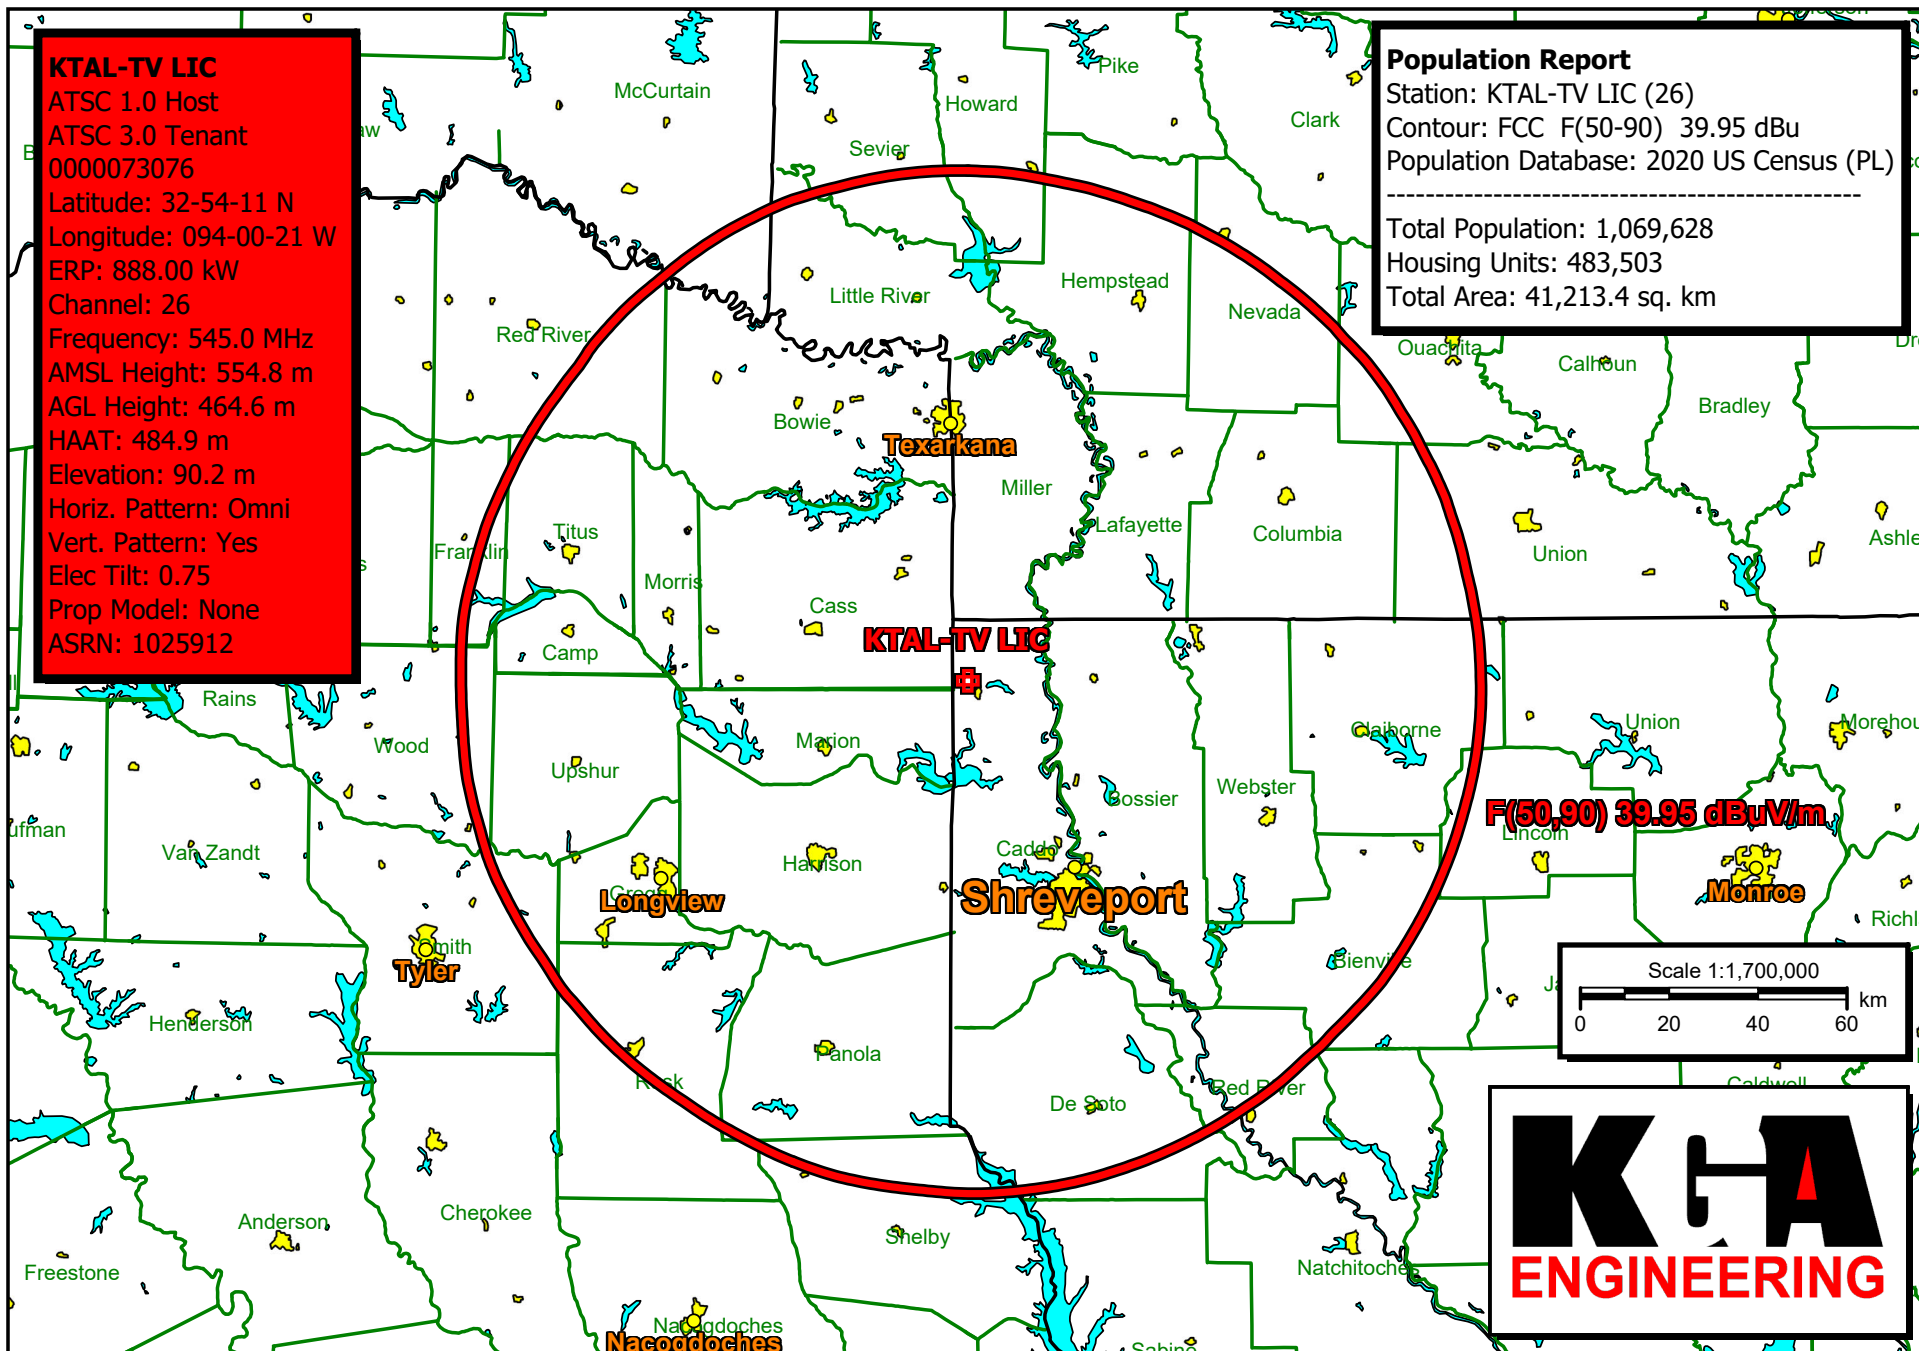 KTAL-TV LIC
ATSC 1.0 Host
ATSC 3.0 Tenant
0000073076
Latitude: 32-54-11 N
Longitude: 094-00-21 W
ERP: 888.00 kW
Channel: 26
Frequency: 545.0 MHz
AMSL Height: 554.8 m
AGL Height: 464.6 m
HAAT: 484.9 m
Elevation: 90.2 m
Horiz. Pattern: Omni
Vert. Pattern: Yes
Elec Tilt: 0.75
Prop Model: None
ASRN: 1025912
Population Report
Station: KTAL-TV LIC (26)
Contour: FCC F(50-90) 39.95 dBu
Population Database: 2020 US Census (PL)
Total Population: 1,069,628
Housing Units: 483,503
Total Area: 41,213.4 sq. km
McCurtain
Pike
Howard
Clark
Sevier
Little River
Hempstead
Nevada
Red River
Ouachita
Calhoun
Bradley
Bowie
Texarkana
Miller
Lafayette
Columbia
Union
Ashle
Titus
Franklin
Morris
Cass
Camp
KTAL-TV LIC
Rains
Wood
Marion
Upshur
Claiborne
Union
Morehou
Webster
Bossier
F(50,90) 39.95 dBuV/m
Lincoln
ufman
Van Zandt
Harrison
Caddo
Gregg
Longview
Shreveport
Monroe
Richl
Smith
Tyler
Bienville
Henderson
Panola
Rusk
De Soto
Red River
Caldwell
Scale 1:1,700,000
km
0 20 40 60
Anderson
Cherokee
Shelby
Natchitoches
Freestone
Nacogdoches
Nacogdoches
Sabine
KGA
ENGINEERING